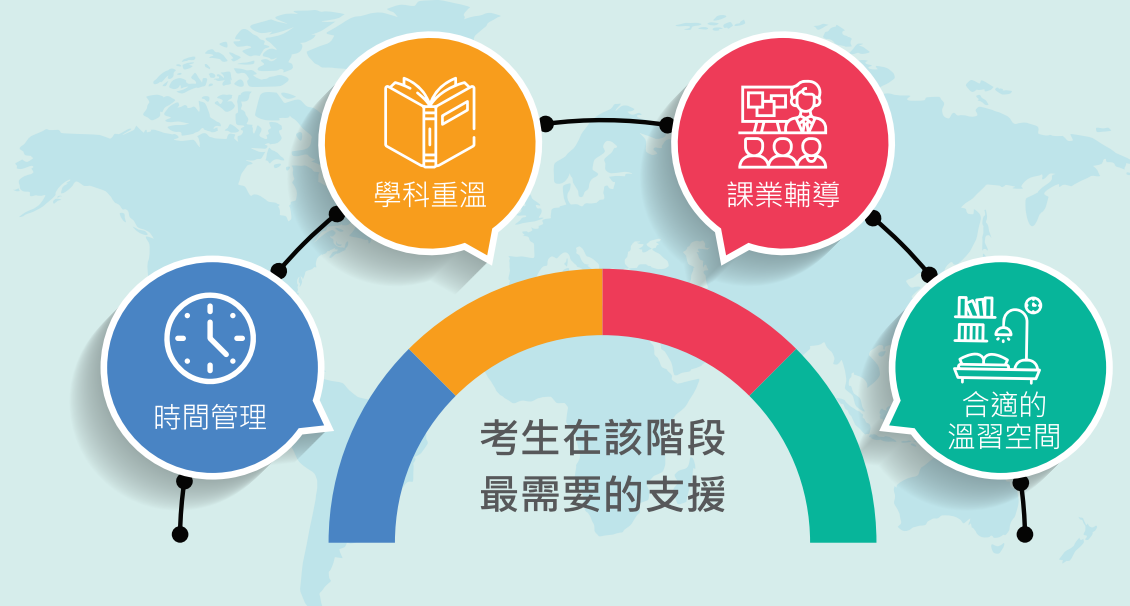 學科重溫
課業輔導
時間管理
合適的
溫習空間
考生在該階段
最需要的支援